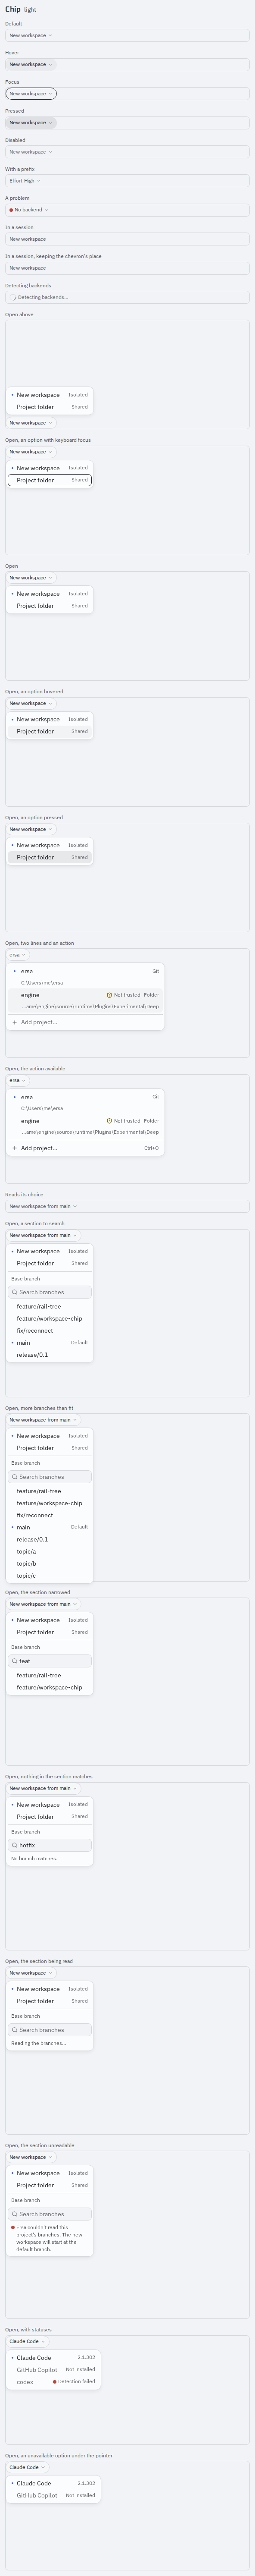 Chip light
Default
New workspace
Hover
New workspace
Focus
New workspace
Pressed
New workspace
Disabled
New workspace
With a prefix
Effort High
A problem
No backend
In a session
New workspace
In a session, keeping the chevron's place
New workspace
Detecting backends
Detecting backends...
Open above
New workspace Isolated
Project folder Shared
New workspace
Open, an option with keyboard focus
New workspace
New workspace Isolated
Project folder Shared
Open
New workspace
New workspace Isolated
Project folder Shared
Open, an option hovered
New workspace
New workspace Isolated
Project folder Shared
Open, an option pressed
New workspace
New workspace Isolated
Project folder Shared
Open, two lines and an action
ersa
ersa Git
C:\Users\me\ersa
engine Not trusted Folder
...ame\engine\source\runtime\Plugins\Experimental\Deep
Add project...
Open, the action available
ersa
ersa Git
C:\Users\me\ersa
engine Not trusted Folder
...ame\engine\source\runtime\Plugins\Experimental\Deep
Add project... Ctrl+O
Reads its choice
New workspace from main
Open, a section to search
New workspace from main
New workspace Isolated
Project folder Shared
Base branch
Search branches
feature/rail-tree
feature/workspace-chip
fix/reconnect
main Default
release/0.1
Open, more branches than fit
New workspace from main
New workspace Isolated
Project folder Shared
Base branch
Search branches
feature/rail-tree
feature/workspace-chip
fix/reconnect
main Default
release/0.1
topic/a
topic/b
topic/c
Open, the section narrowed
New workspace from main
New workspace Isolated
Project folder Shared
Base branch
feat
feature/rail-tree
feature/workspace-chip
Open, nothing in the section matches
New workspace from main
New workspace Isolated
Project folder Shared
Base branch
hotfix
No branch matches.
Open, the section being read
New workspace
New workspace Isolated
Project folder Shared
Base branch
Search branches
Reading the branches...
Open, the section unreadable
New workspace
New workspace Isolated
Project folder Shared
Base branch
Search branches
Ersa couldn't read this
project's branches. The new
workspace will start at the
default branch.
Open, with statuses
Claude Code
Claude Code 2.1.302
GitHub Copilot Not installed
codex Detection failed
Open, an unavailable option under the pointer
Claude Code
Claude Code 2.1.302
GitHub Copilot Not installed